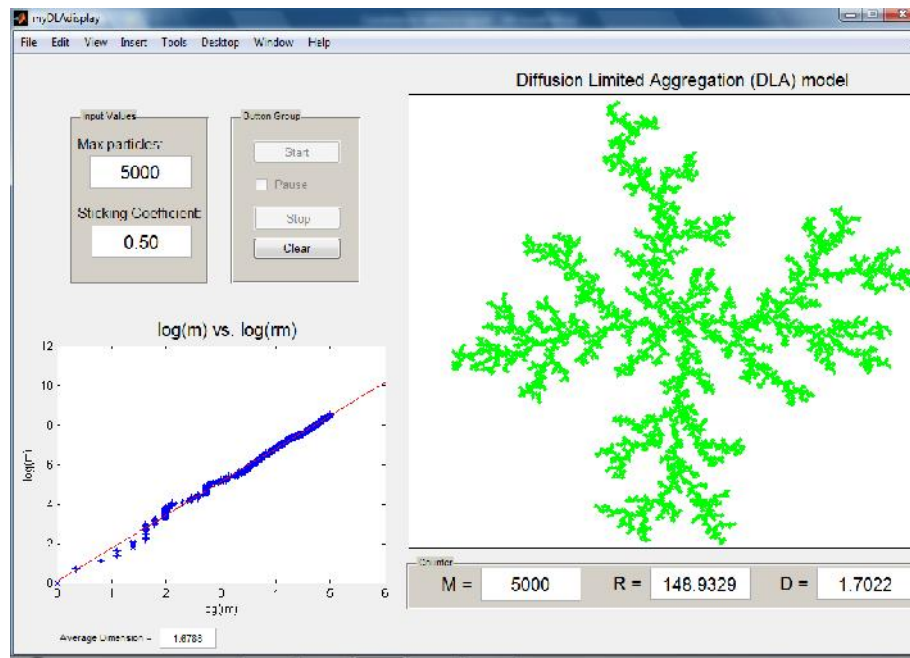 myDLAdisplay
File Edit View Insert Tools Desktop Window Help
Diffusion Limited Aggregation (DLA) model
Input Values
Max particles:
5000
Sticking Coefficient:
0.50
Button Group
Start
Pause
Stop
Clear
log(m) vs. log(rm)
12
10
8
6
4
2
0
log(m)
0 1 2 3 4 5 6
Average Dimension =
Counter
M = 5000 R = 148.9329 D = 1.7022